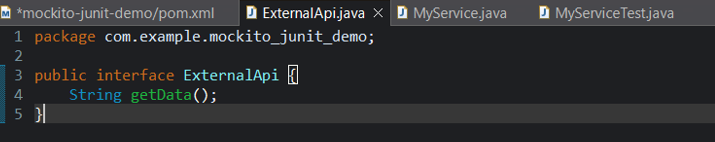 *mockito-junit-demo/pom.xml ExternalApi.java MyService.java MyServiceTest.java
1 package com.example.mockito_junit_demo;
2
3 public interface ExternalApi {
4 String getData();
5 }